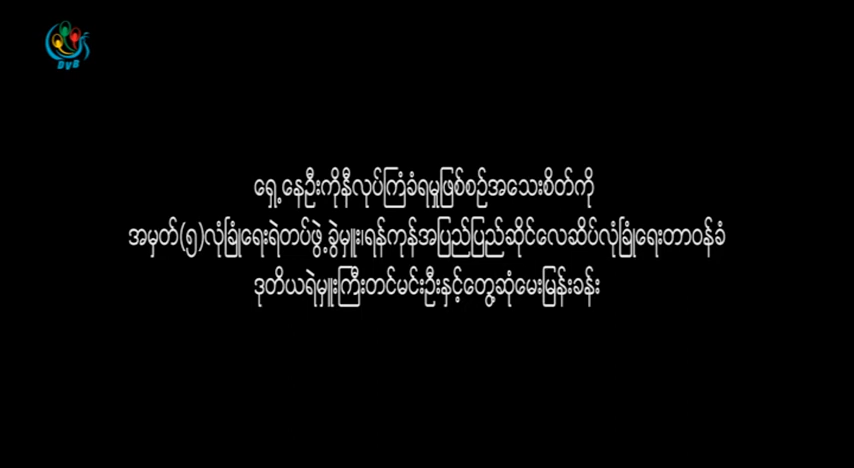 DVB
ရှေ့နေဦးကိုနီလုပ်ကြံခံရမှုဖြစ်စဉ်အသေးစိတ်ကို
အမှတ်(၅)လုံခြုံရေးရဲတပ်ဖွဲ့ခွဲမှူး၊ရန်ကုန်အပြည်ပြည်ဆိုင်လေဆိပ်လုံခြုံရေးတာဝန်ခံ
ဒုတိယရဲမှူးကြီးတင်မင်းဦးနှင့်တွေ့ဆုံမေးမြန်းခန်း